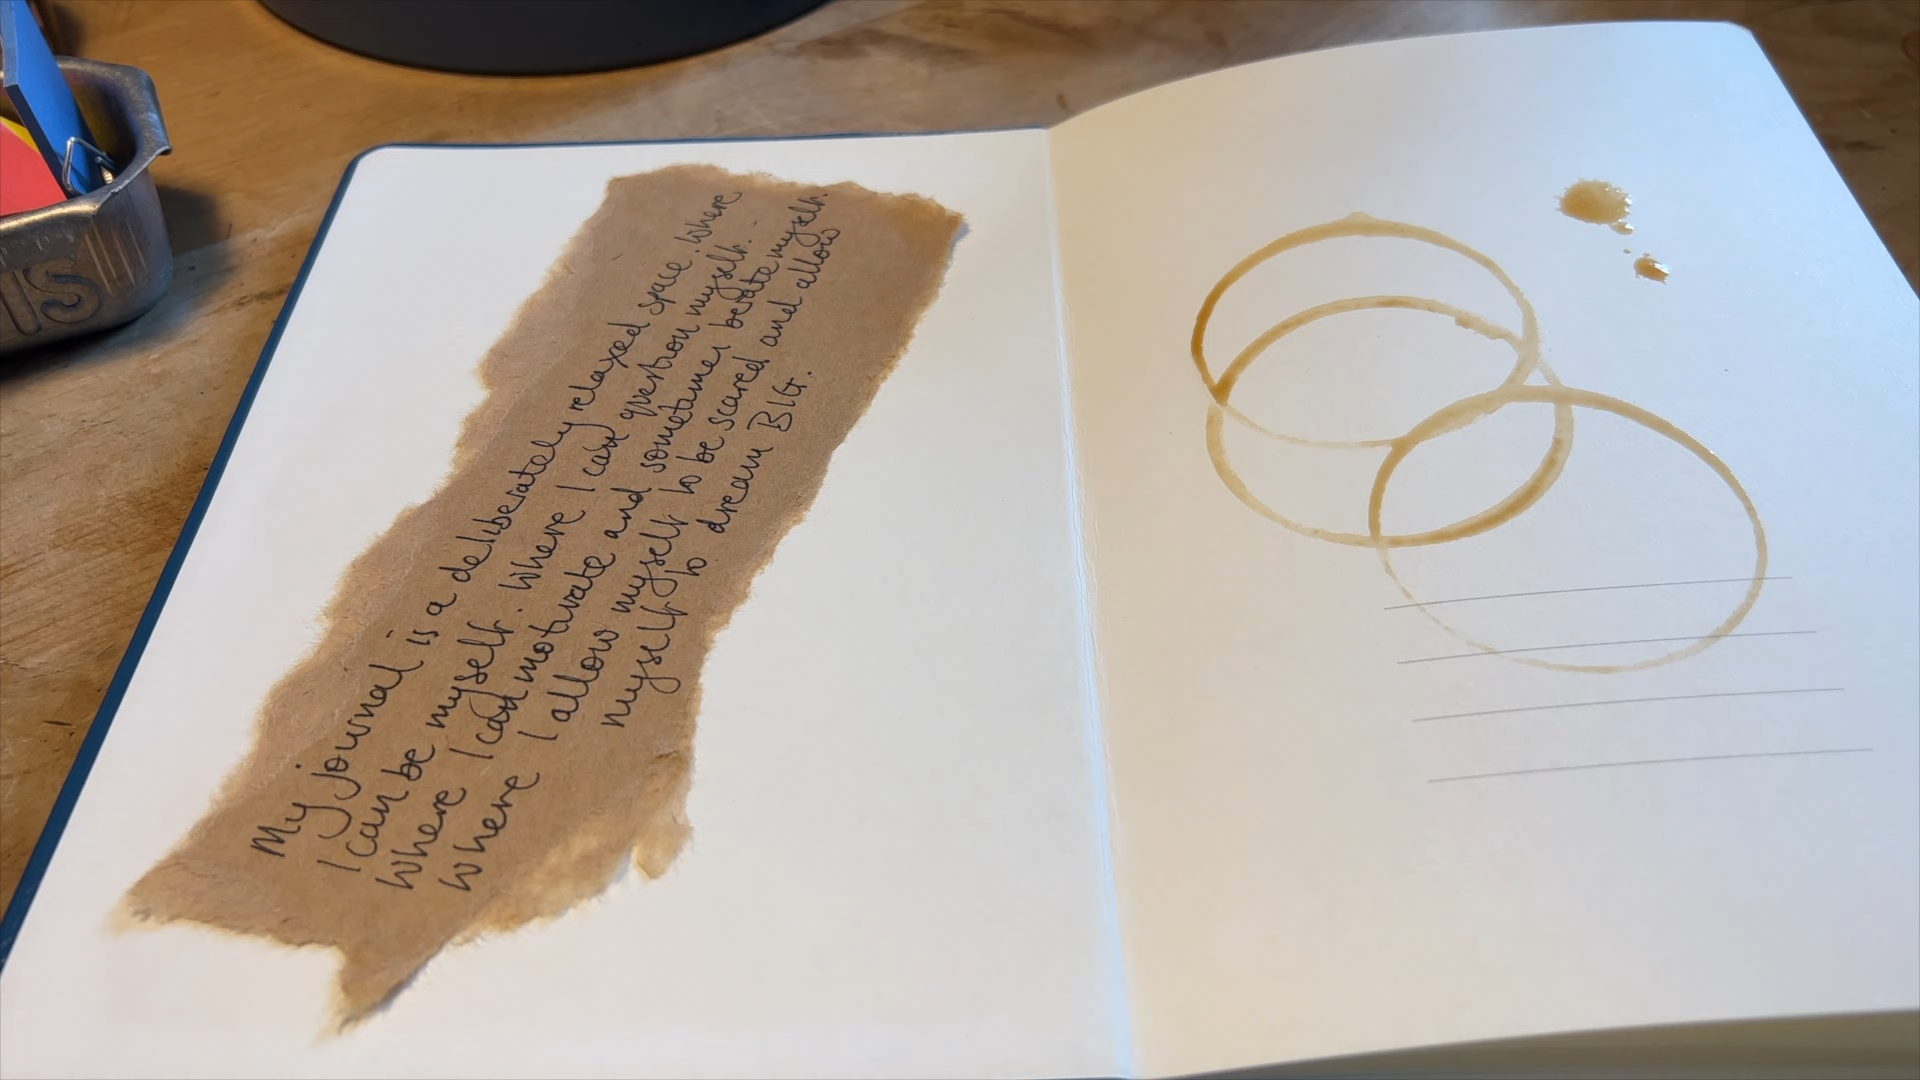 My journal is a deliberately relaxed space. Where
I can be myself. Where I can question myself.
Where I can motivate and sometimes berate myself.
Where I allow myself to be scared and allow
myself to dream BIG.